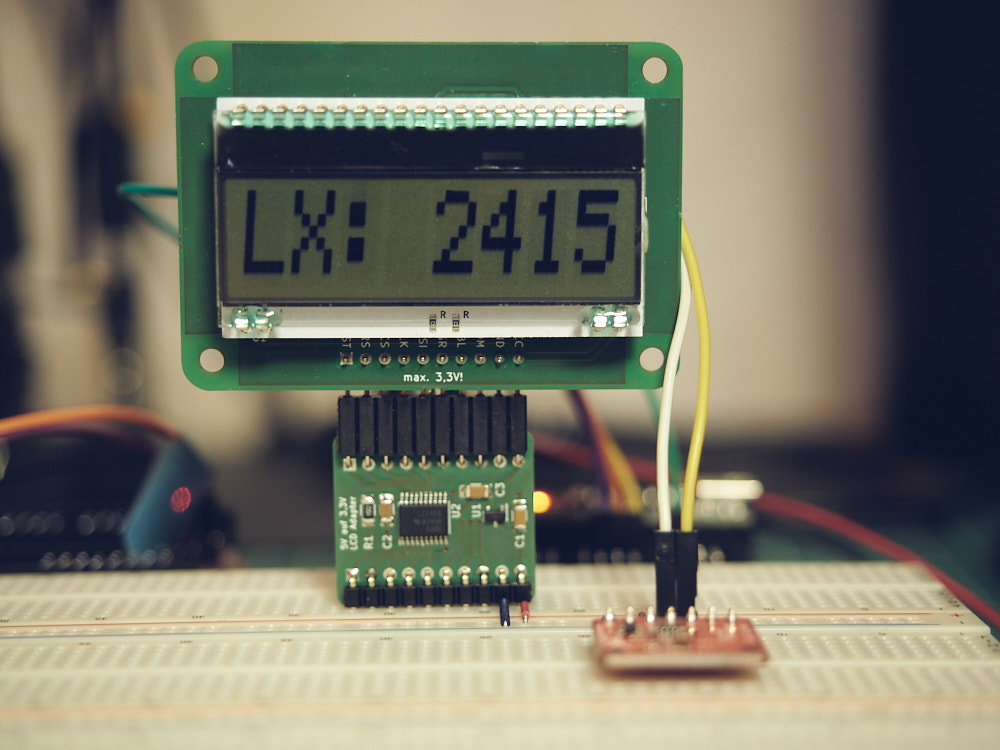 LX: 2415
R R
max. 3,3V!
5V auf 3,3V
LCD Adapter
R1
C2
U2
U1
C3
C1